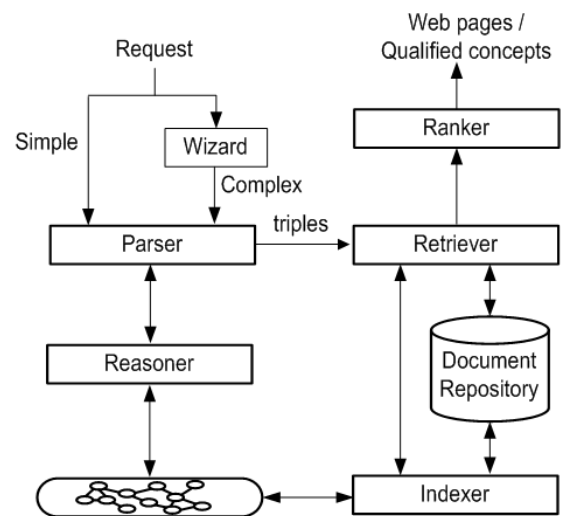 Request
Web pages /
Qualified concepts
Ranker
Simple
Wizard
Complex
triples
Parser
Retriever
Reasoner
Document
Repository
Indexer